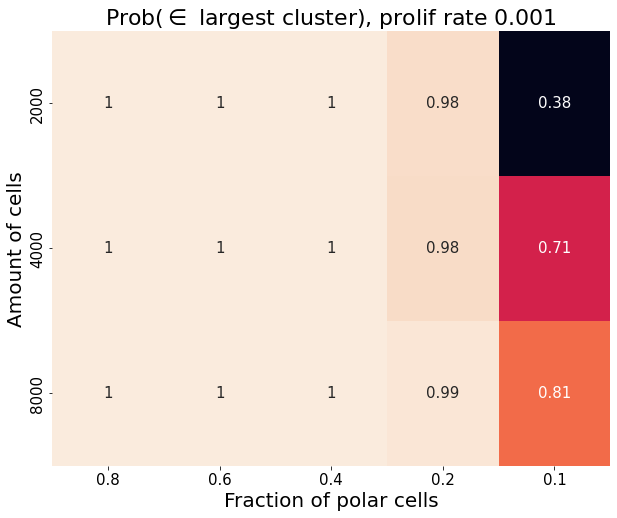 Prob(∈ largest cluster), prolif rate 0.001
Amount of cells
2000 1 1 1 0.98 0.38
4000 1 1 1 0.98 0.71
8000 1 1 1 0.99 0.81
0.8 0.6 0.4 0.2 0.1
Fraction of polar cells